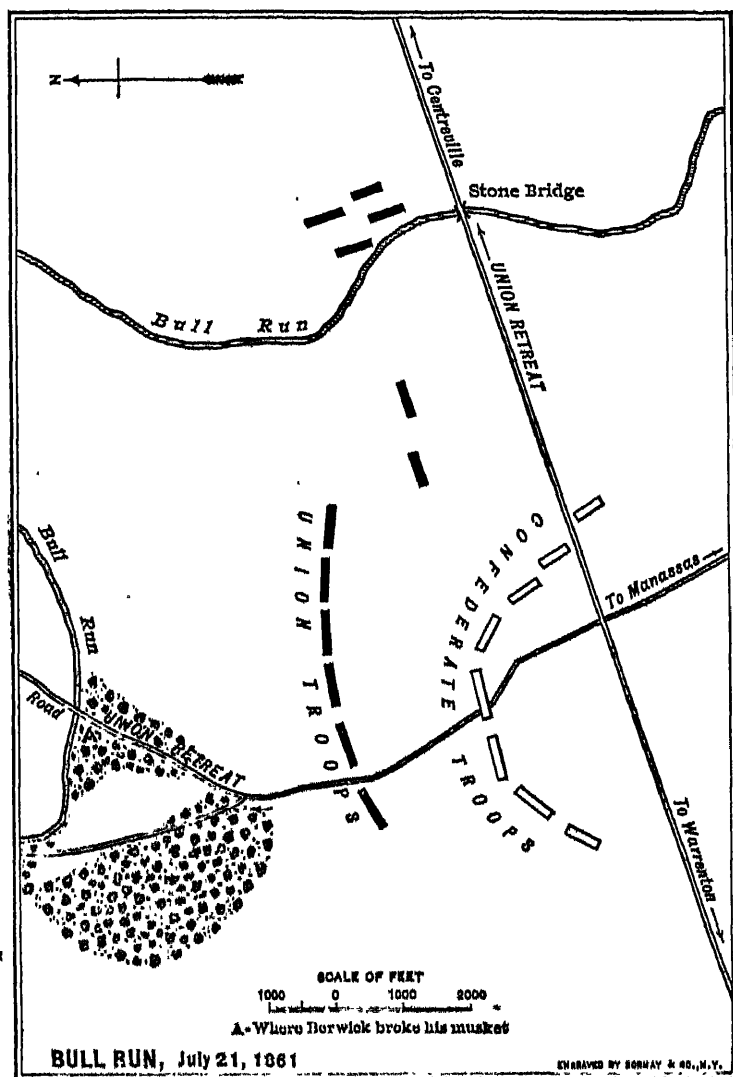 N
To Centreville
Stone Bridge
Bull Run
UNION RETREAT
UNION TROOPS
CONFEDERATE
TROOPS
To Manassas
Bull
Run
Road
UNION RETREAT
A
To Warrenton
SCALE OF FEET
1000 0 1000 2000
A-Where Berwick broke his musket
BULL RUN, July 21, 1861
ENGRAVED BY BORMAY & CO., N.Y.